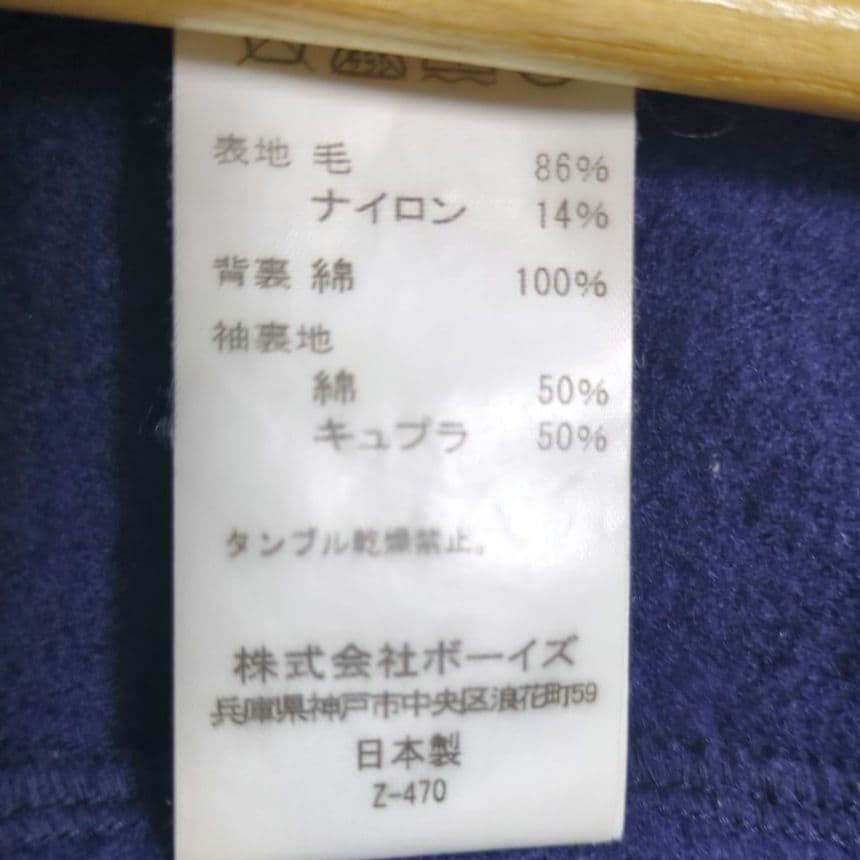 表地 毛 86%
ナイロン 14%
背裏 綿 100%
袖裏地
綿 50%
キュプラ 50%
タンブル乾燥禁止。
株式会社ボーイズ
兵庫県神戸市中央区浪花町59
日本製
Z-470